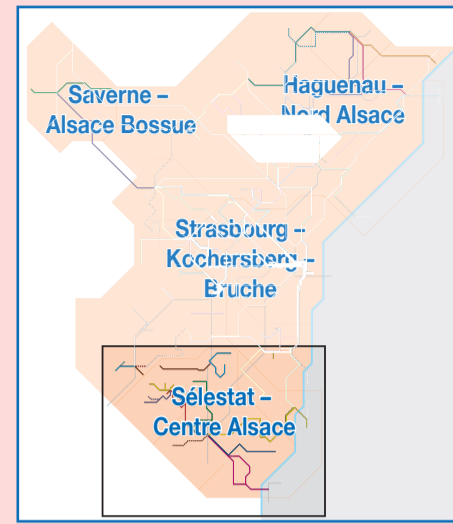 Saverne –
Alsace Bossue
Haguenau –
Nord Alsace
Strasbourg –
Kochersberg –
Bruche
Sélestat –
Centre Alsace